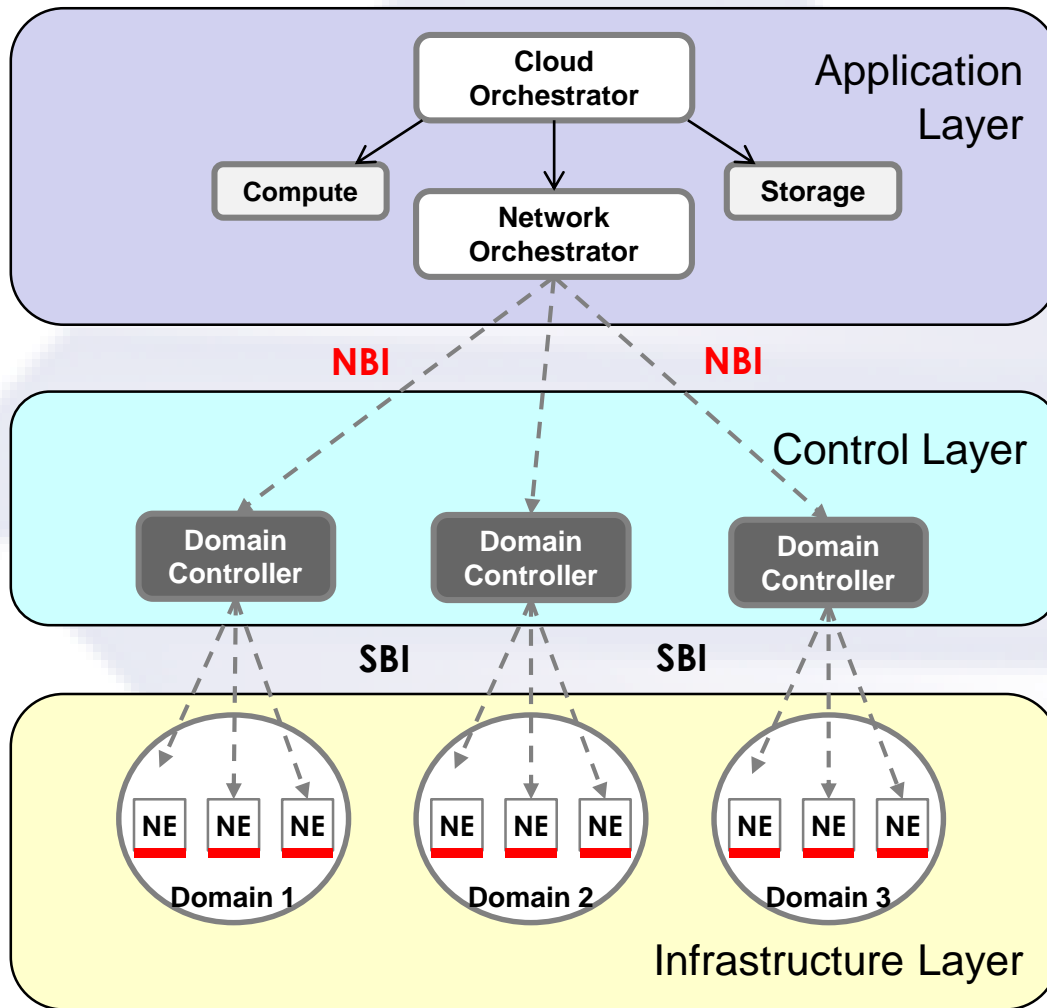 Cloud
Orchestrator
Application
Layer
Compute
Storage
Network
Orchestrator
NBI
NBI
Control Layer
Domain
Controller
Domain
Controller
Domain
Controller
SBI
SBI
NE
NE
NE
NE
NE
NE
NE
NE
NE
Domain 1
Domain 2
Domain 3
Infrastructure Layer